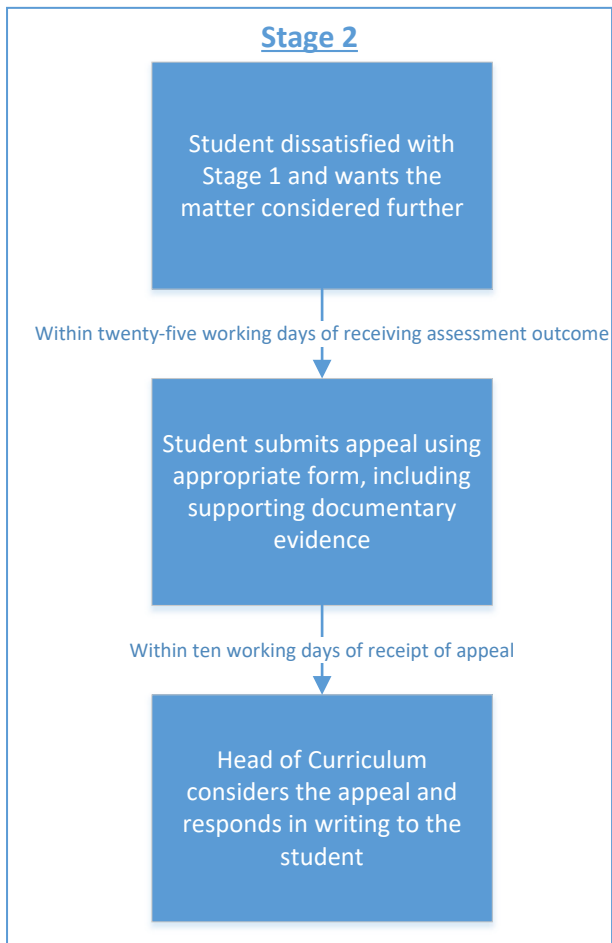 Stage 2
Student dissatisfied with
Stage 1 and wants the
matter considered further
Within twenty-five working days of receiving assessment outcome
Student submits appeal using
appropriate form, including
supporting documentary
evidence
Within ten working days of receipt of appeal
Head of Curriculum
considers the appeal and
responds in writing to the
student